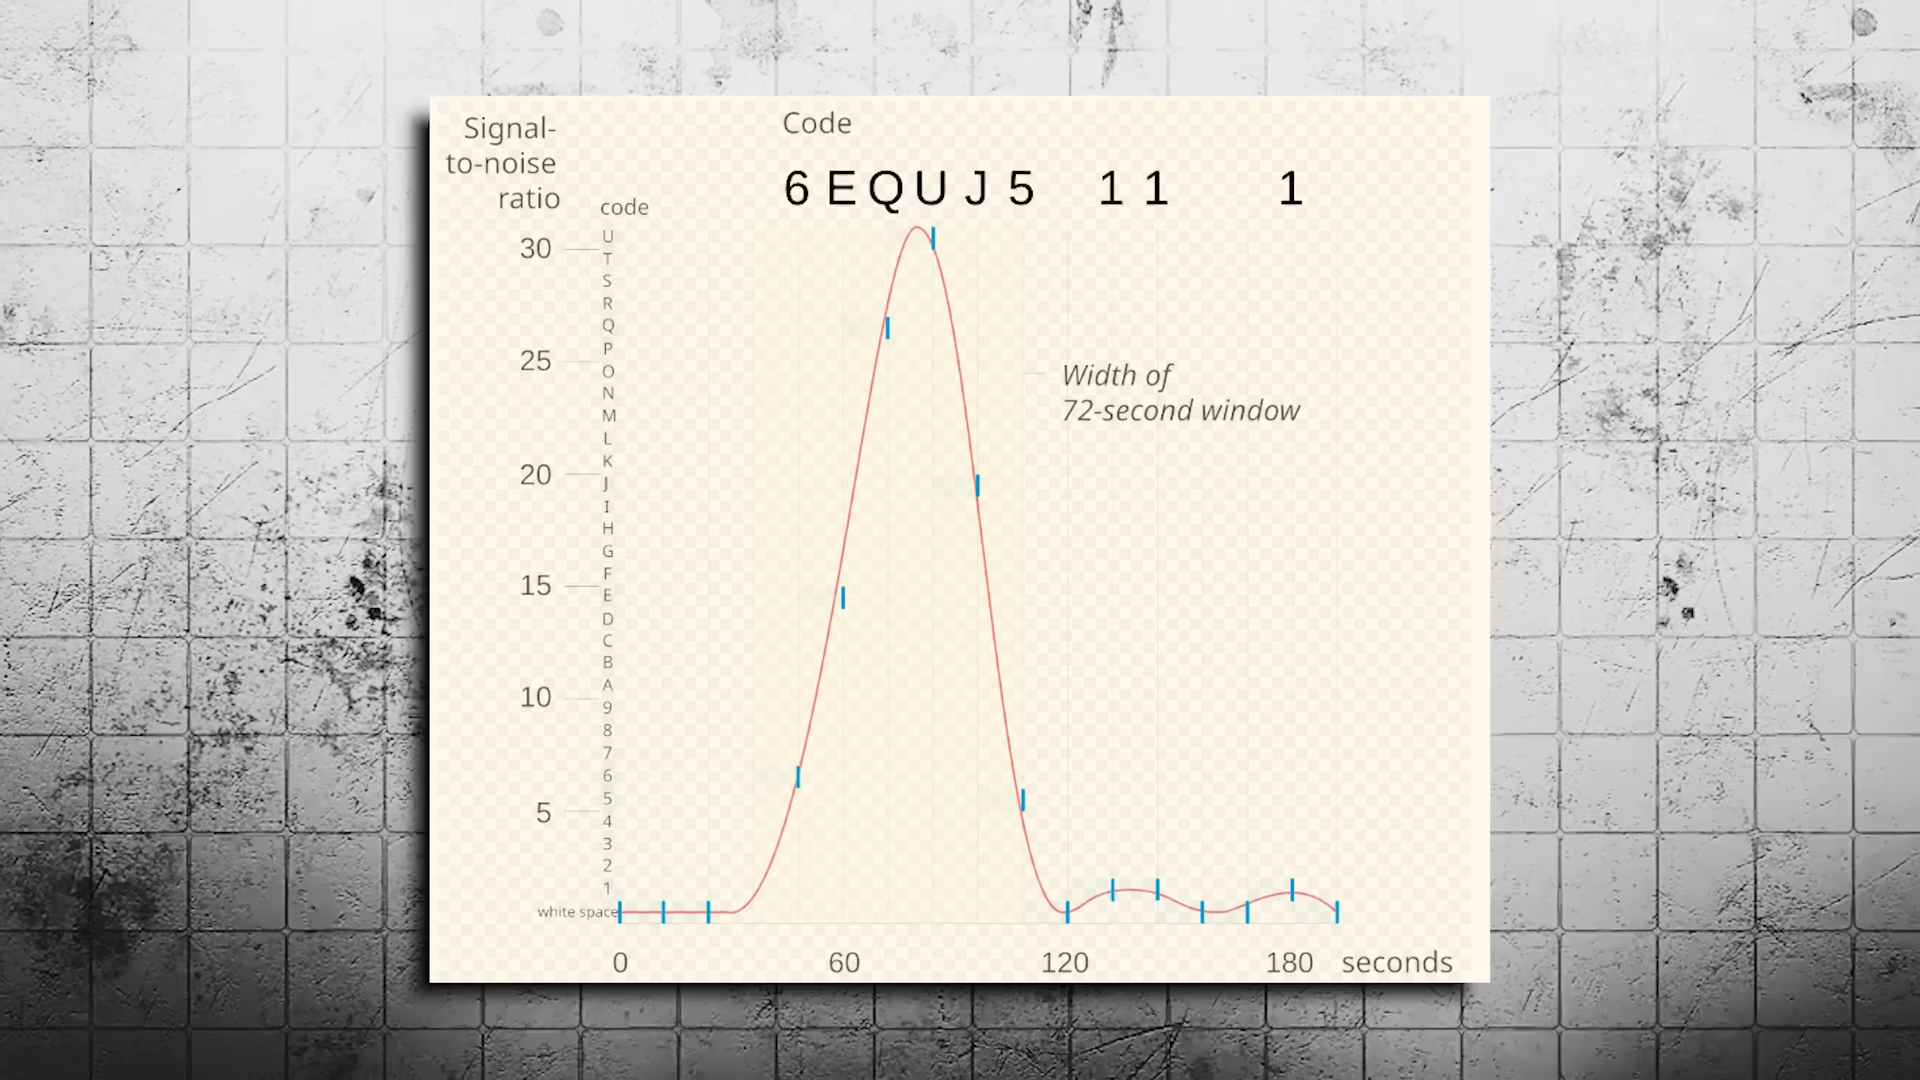 Signal-
to-noise
ratio
Code
6 E Q U J 5 1 1 1
code
U
30
T
S
R
Q
P
25
O
N
M
L
K
20
J
I
H
G
F
15
E
D
C
B
A
10
9
8
7
6
5
5
4
3
2
1
white space
Width of
72-second window
0 60 120 180 seconds